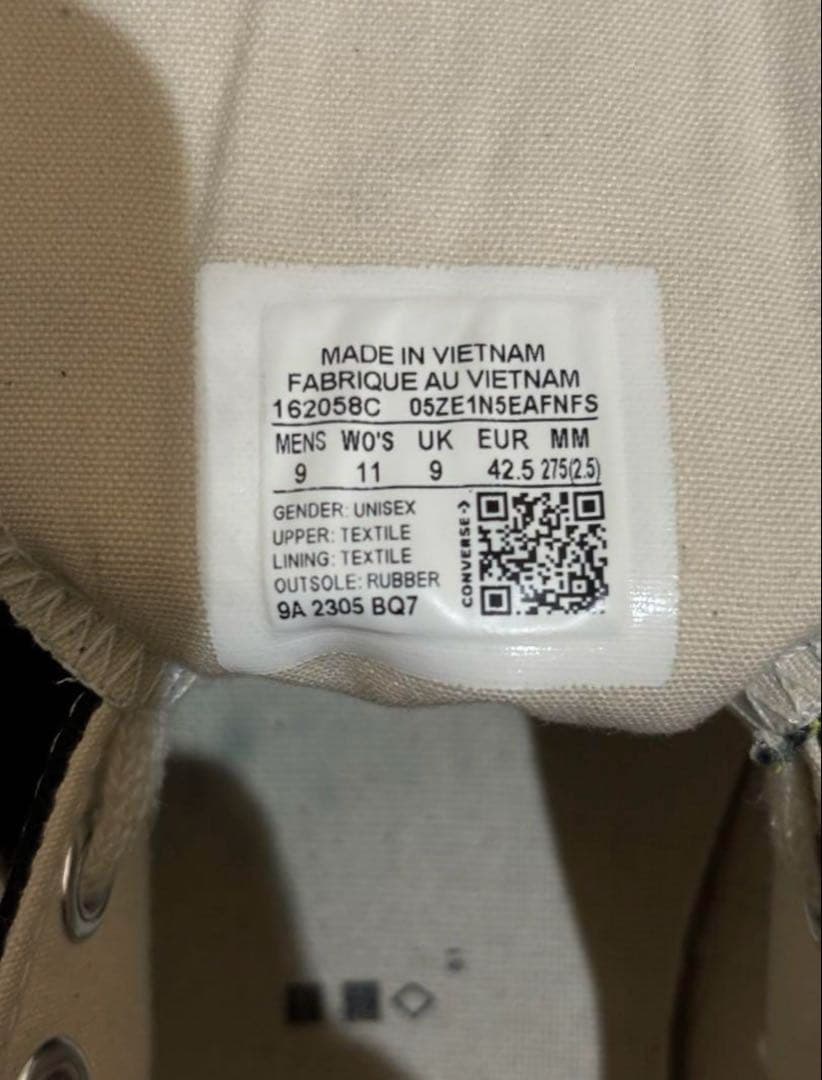 MADE IN VIETNAM
FABRIQUE AU VIETNAM
162058C 05ZE1N5EAFNFS
MENS WO'S UK EUR MM
9 11 9 42.5 275(2.5)
GENDER: UNISEX
UPPER: TEXTILE
LINING: TEXTILE
OUTSOLE: RUBBER
9A 2305 BQ7
CONVERSE